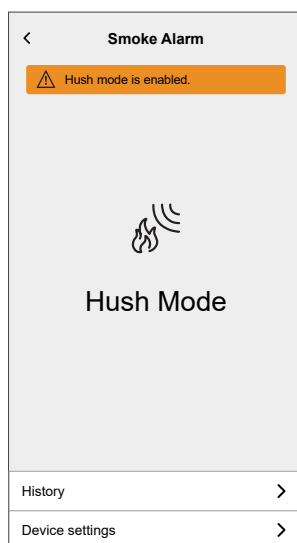 Smoke Alarm
Hush mode is enabled.
Hush Mode
History
Device settings